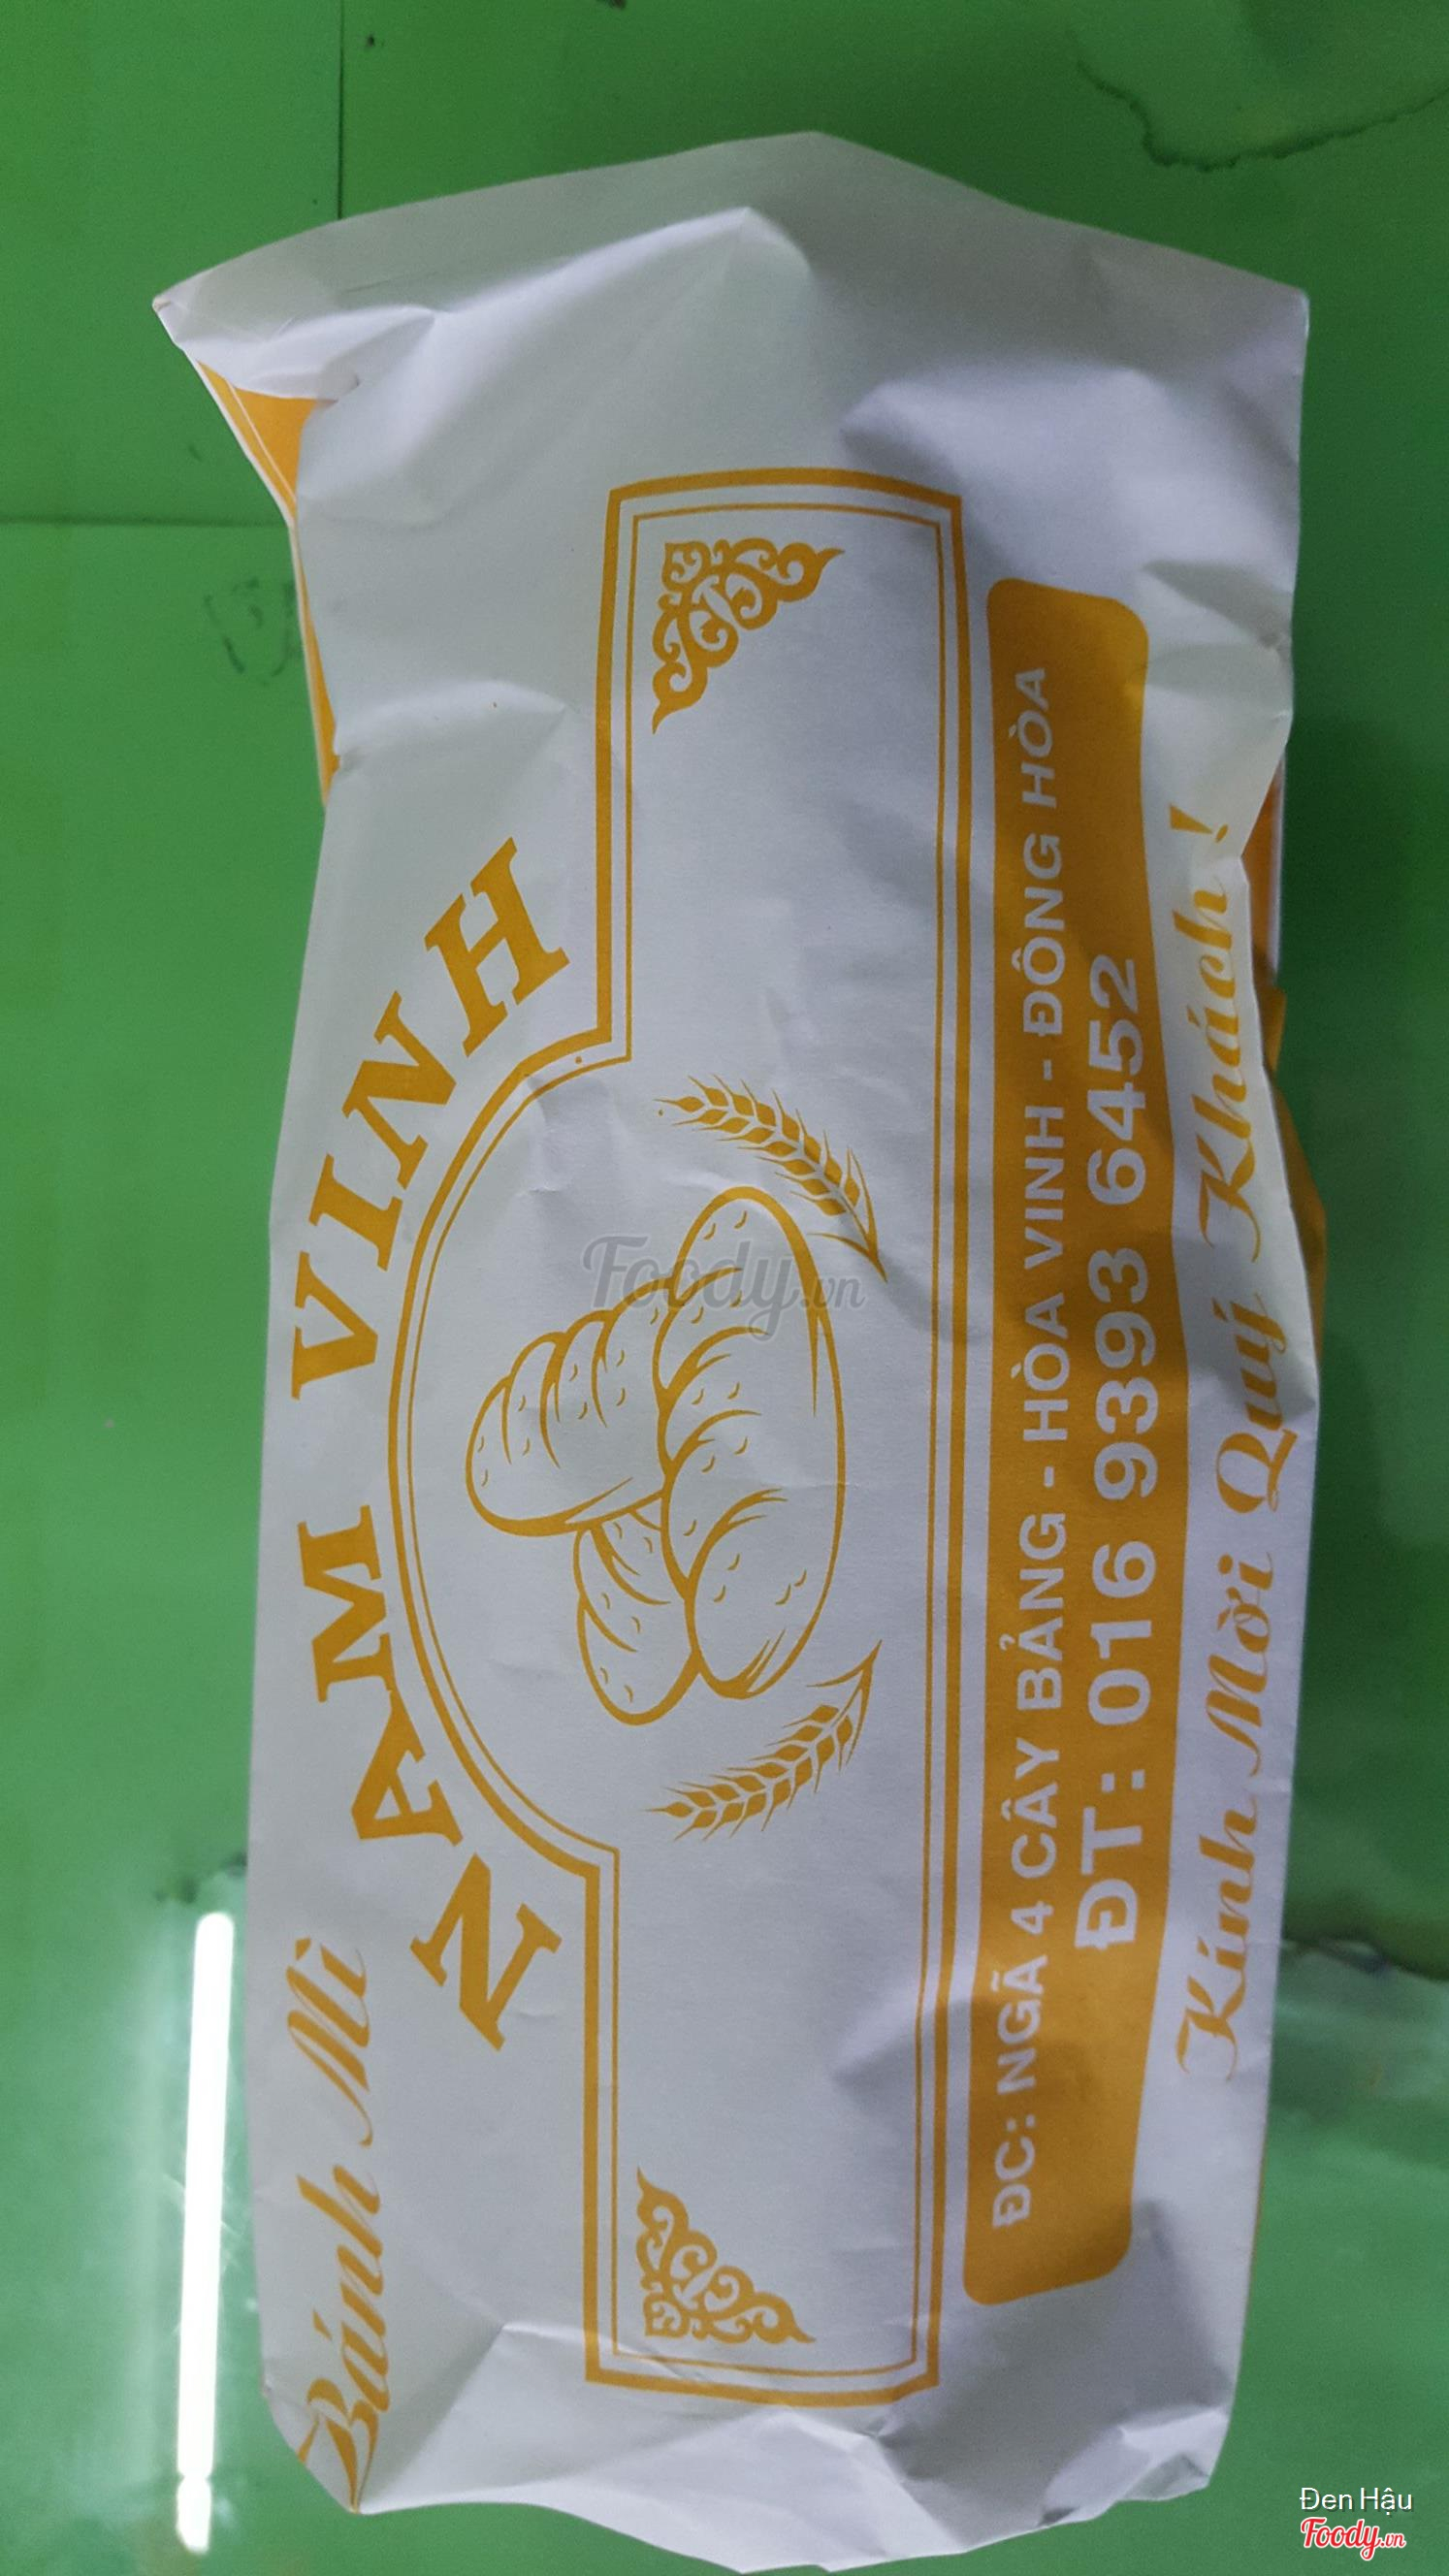 Bánh Mì
NAM VINH
ĐC: NGÃ 4 CÂY BẢNG - HÒA VINH - ĐÔNG HÒA
ĐT: 016 9393 6452
Kính Mời Quý Khách!
Foody.vn
Đen Hậu
Foody.vn